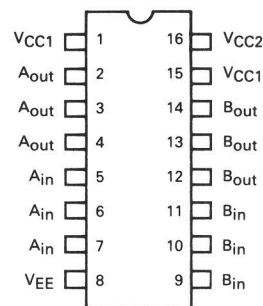 VCC1 1 16 VCC2
Aout 2 15 VCC1
Aout 3 14 Bout
Aout 4 13 Bout
Ain 5 12 Bout
Ain 6 11 Bin
Ain 7 10 Bin
VEE 8 9 Bin